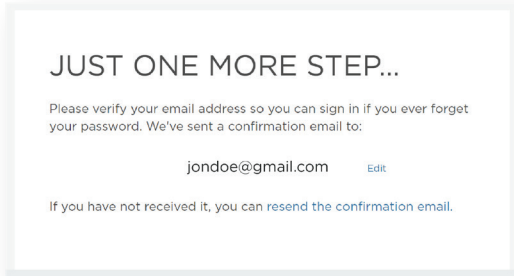 JUST ONE MORE STEP...
Please verify your email address so you can sign in if you ever forget
your password. We've sent a confirmation email to:
jondoe@gmail.com Edit
If you have not received it, you can resend the confirmation email.